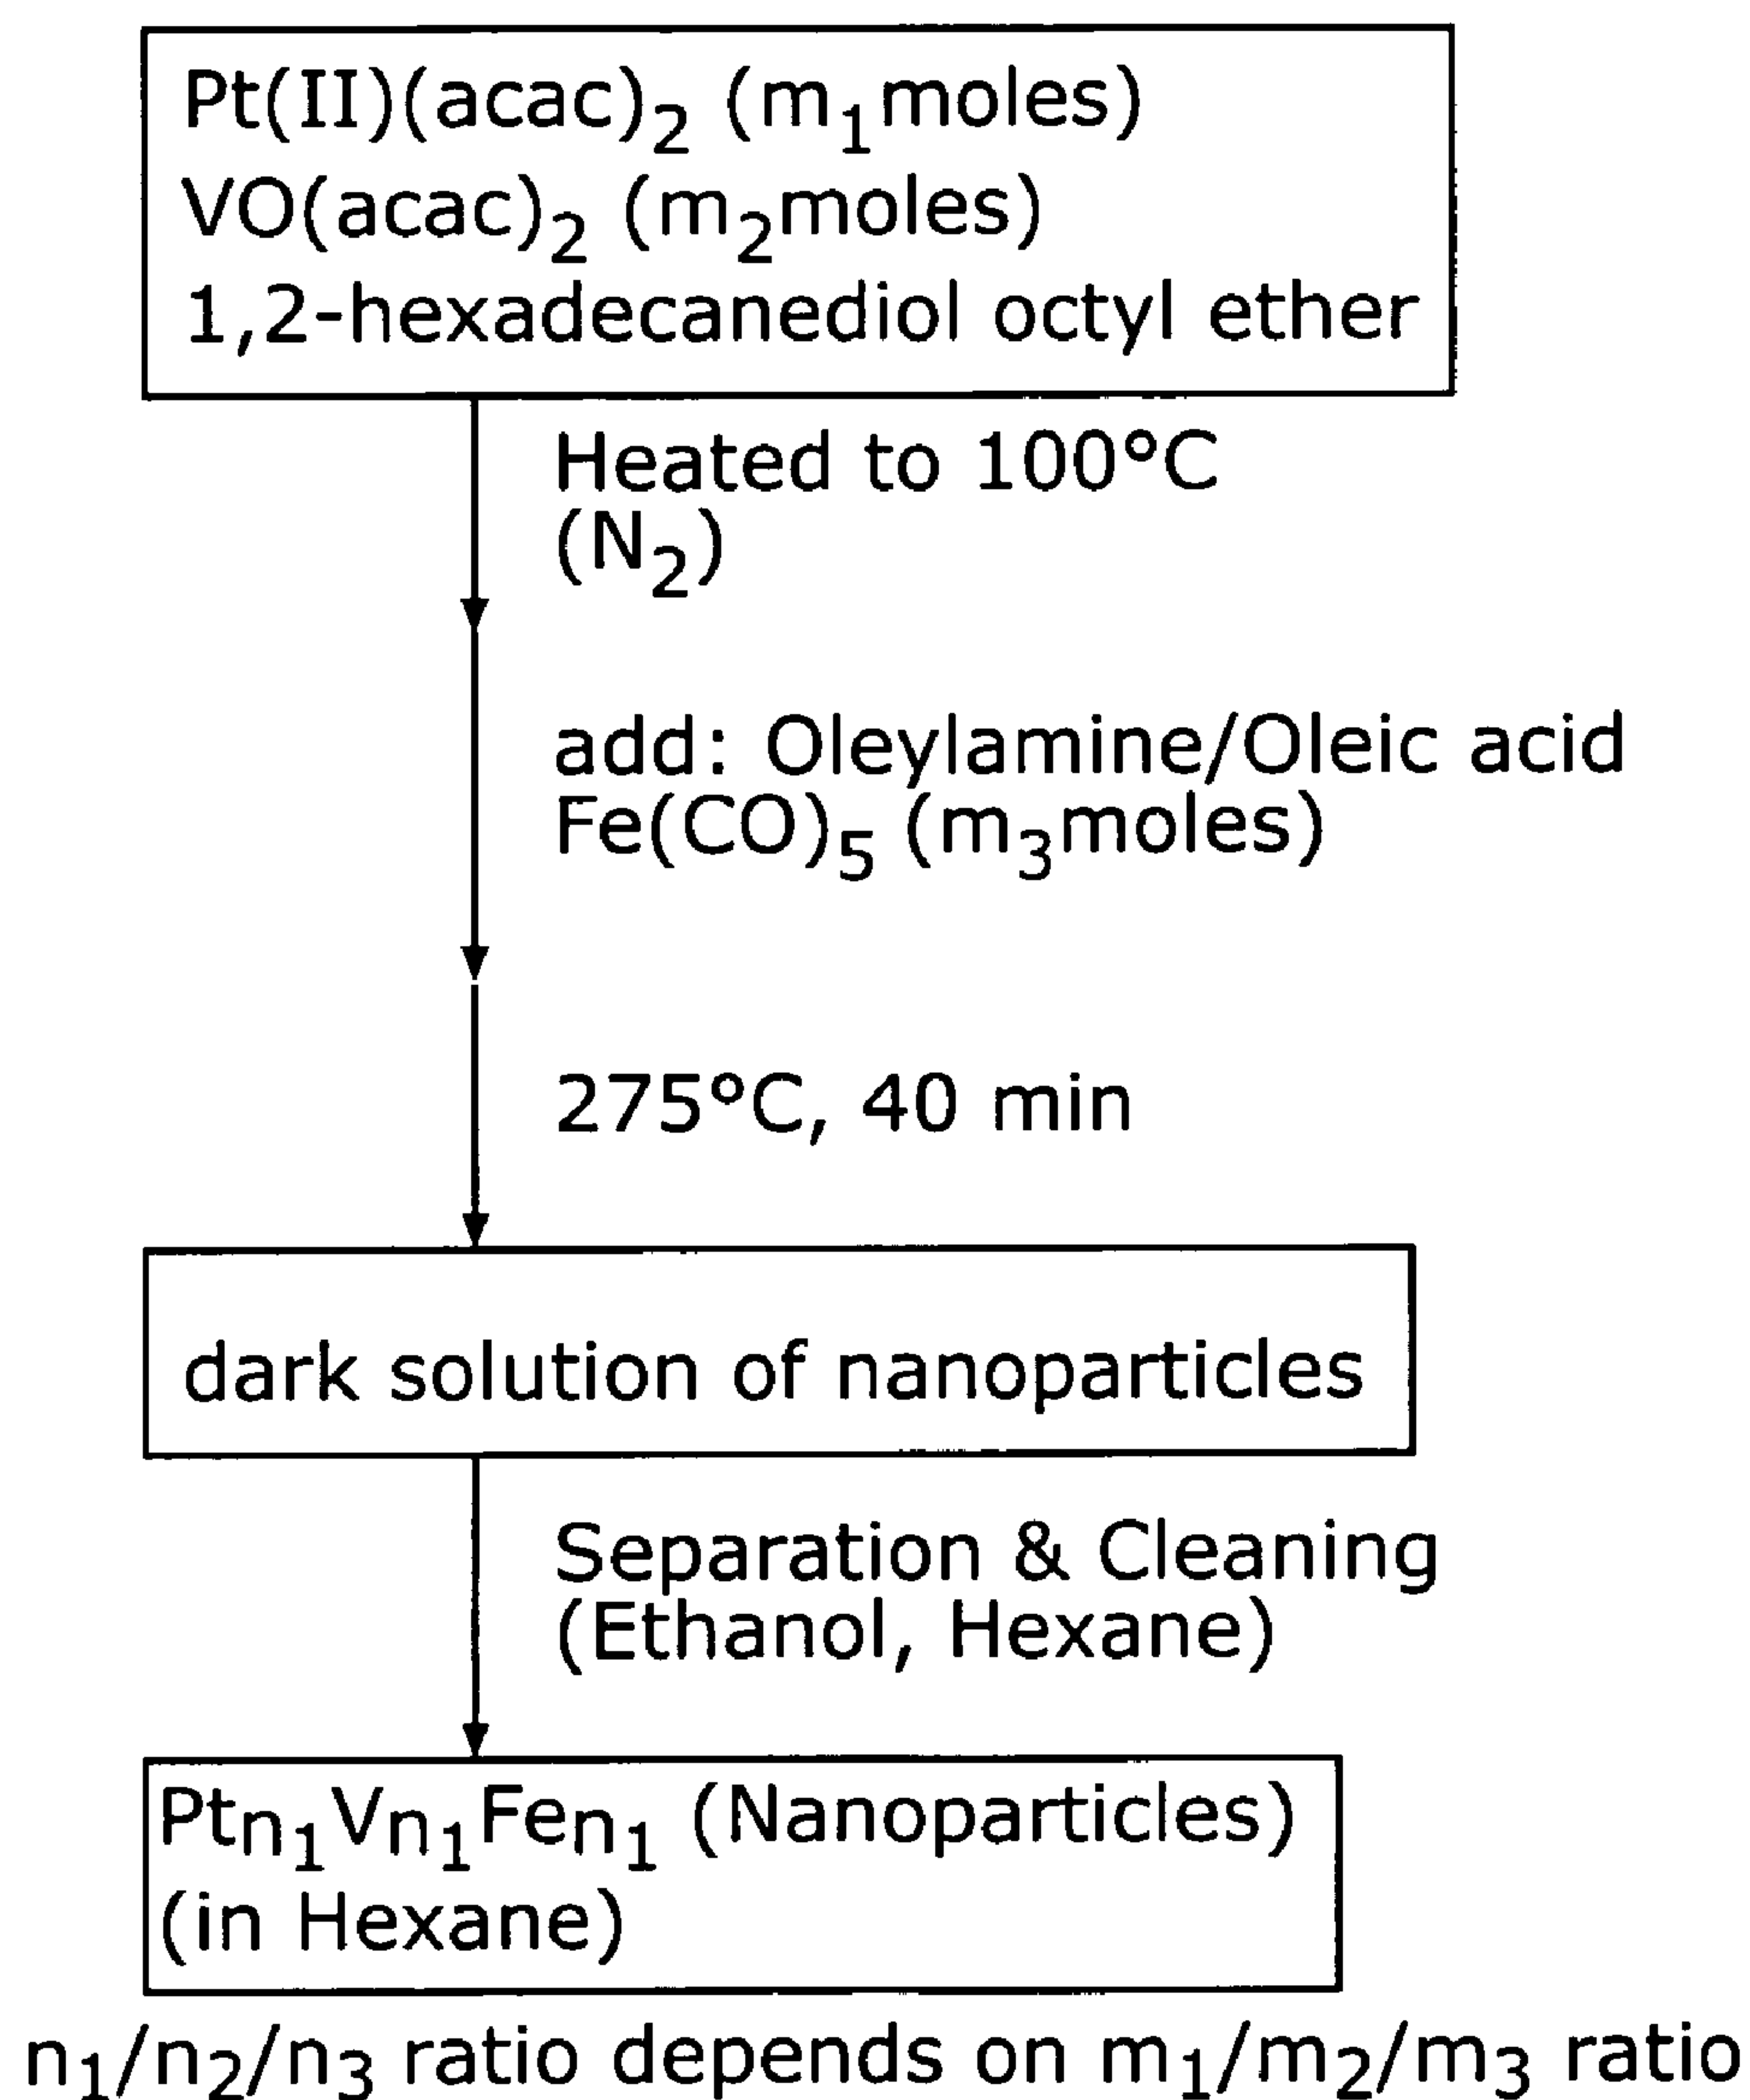 Pt(II)(acac)₂ (m₁moles)
VO(acac)₂ (m₂moles)
1,2-hexadecanediol octyl ether
Heated to 100°C
(N₂)
add: Oleylamine/Oleic acid
Fe(CO)₅ (m₃moles)
275°C, 40 min
dark solution of nanoparticles
Separation & Cleaning
(Ethanol, Hexane)
Ptn₁Vn₁Fen₁ (Nanoparticles)
(in Hexane)
n₁/n₂/n₃ ratio depends on m₁/m₂/m₃ ratio